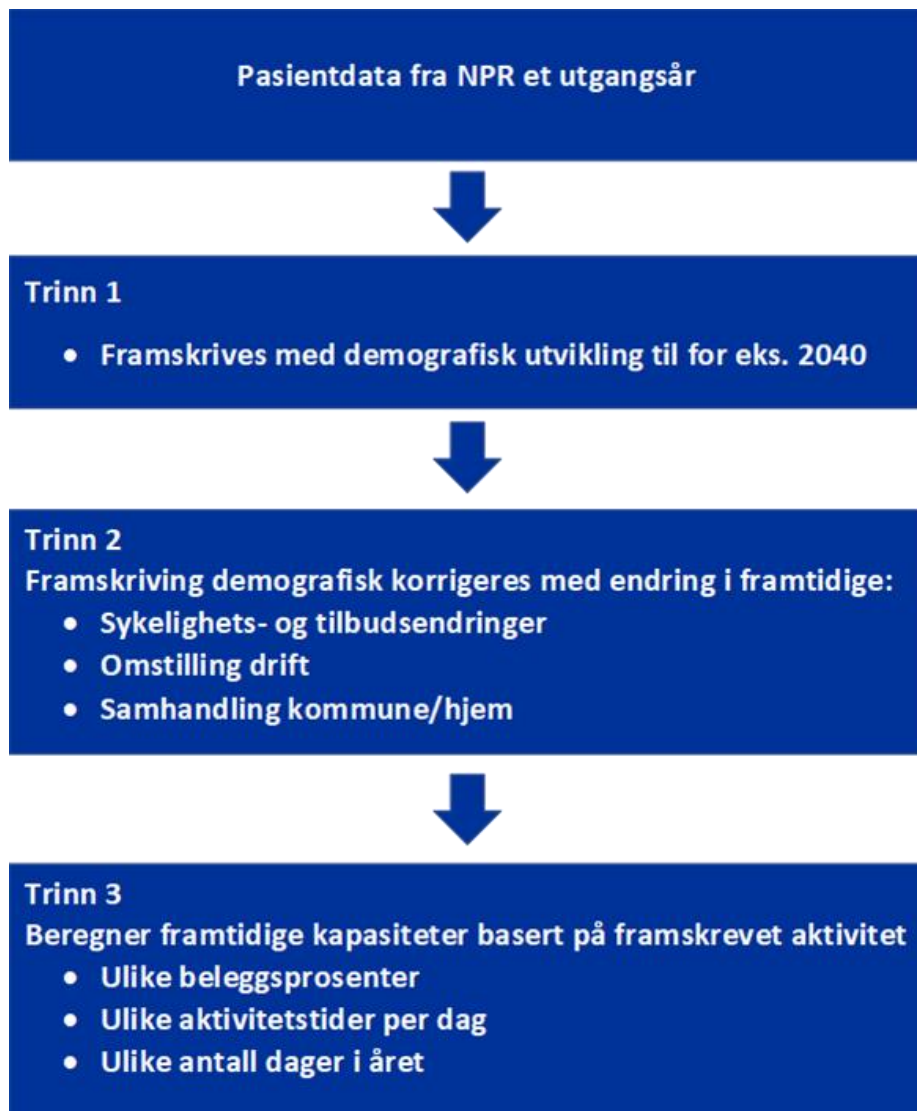 Pasientdata fra NPR et utgangsår
Trinn 1
• Framskrives med demografisk utvikling til for eks. 2040
Trinn 2
Framskriving demografisk korrigeres med endring i framtidige:
• Sykelighets- og tilbudsendringer
• Omstilling drift
• Samhandling kommune/hjem
Trinn 3
Beregner framtidige kapasiteter basert på framskrevet aktivitet
• Ulike beleggsprosenter
• Ulike aktivitetstider per dag
• Ulike antall dager i året